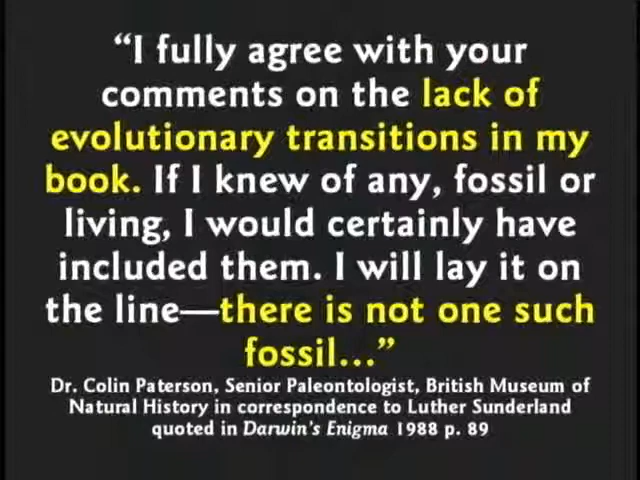 “I fully agree with your
comments on the lack of
evolutionary transitions in my
book. If I knew of any, fossil or
living, I would certainly have
included them. I will lay it on
the line—there is not one such
fossil...”
Dr. Colin Paterson, Senior Paleontologist, British Museum of
Natural History in correspondence to Luther Sunderland
quoted in Darwin's Enigma 1988 p. 89